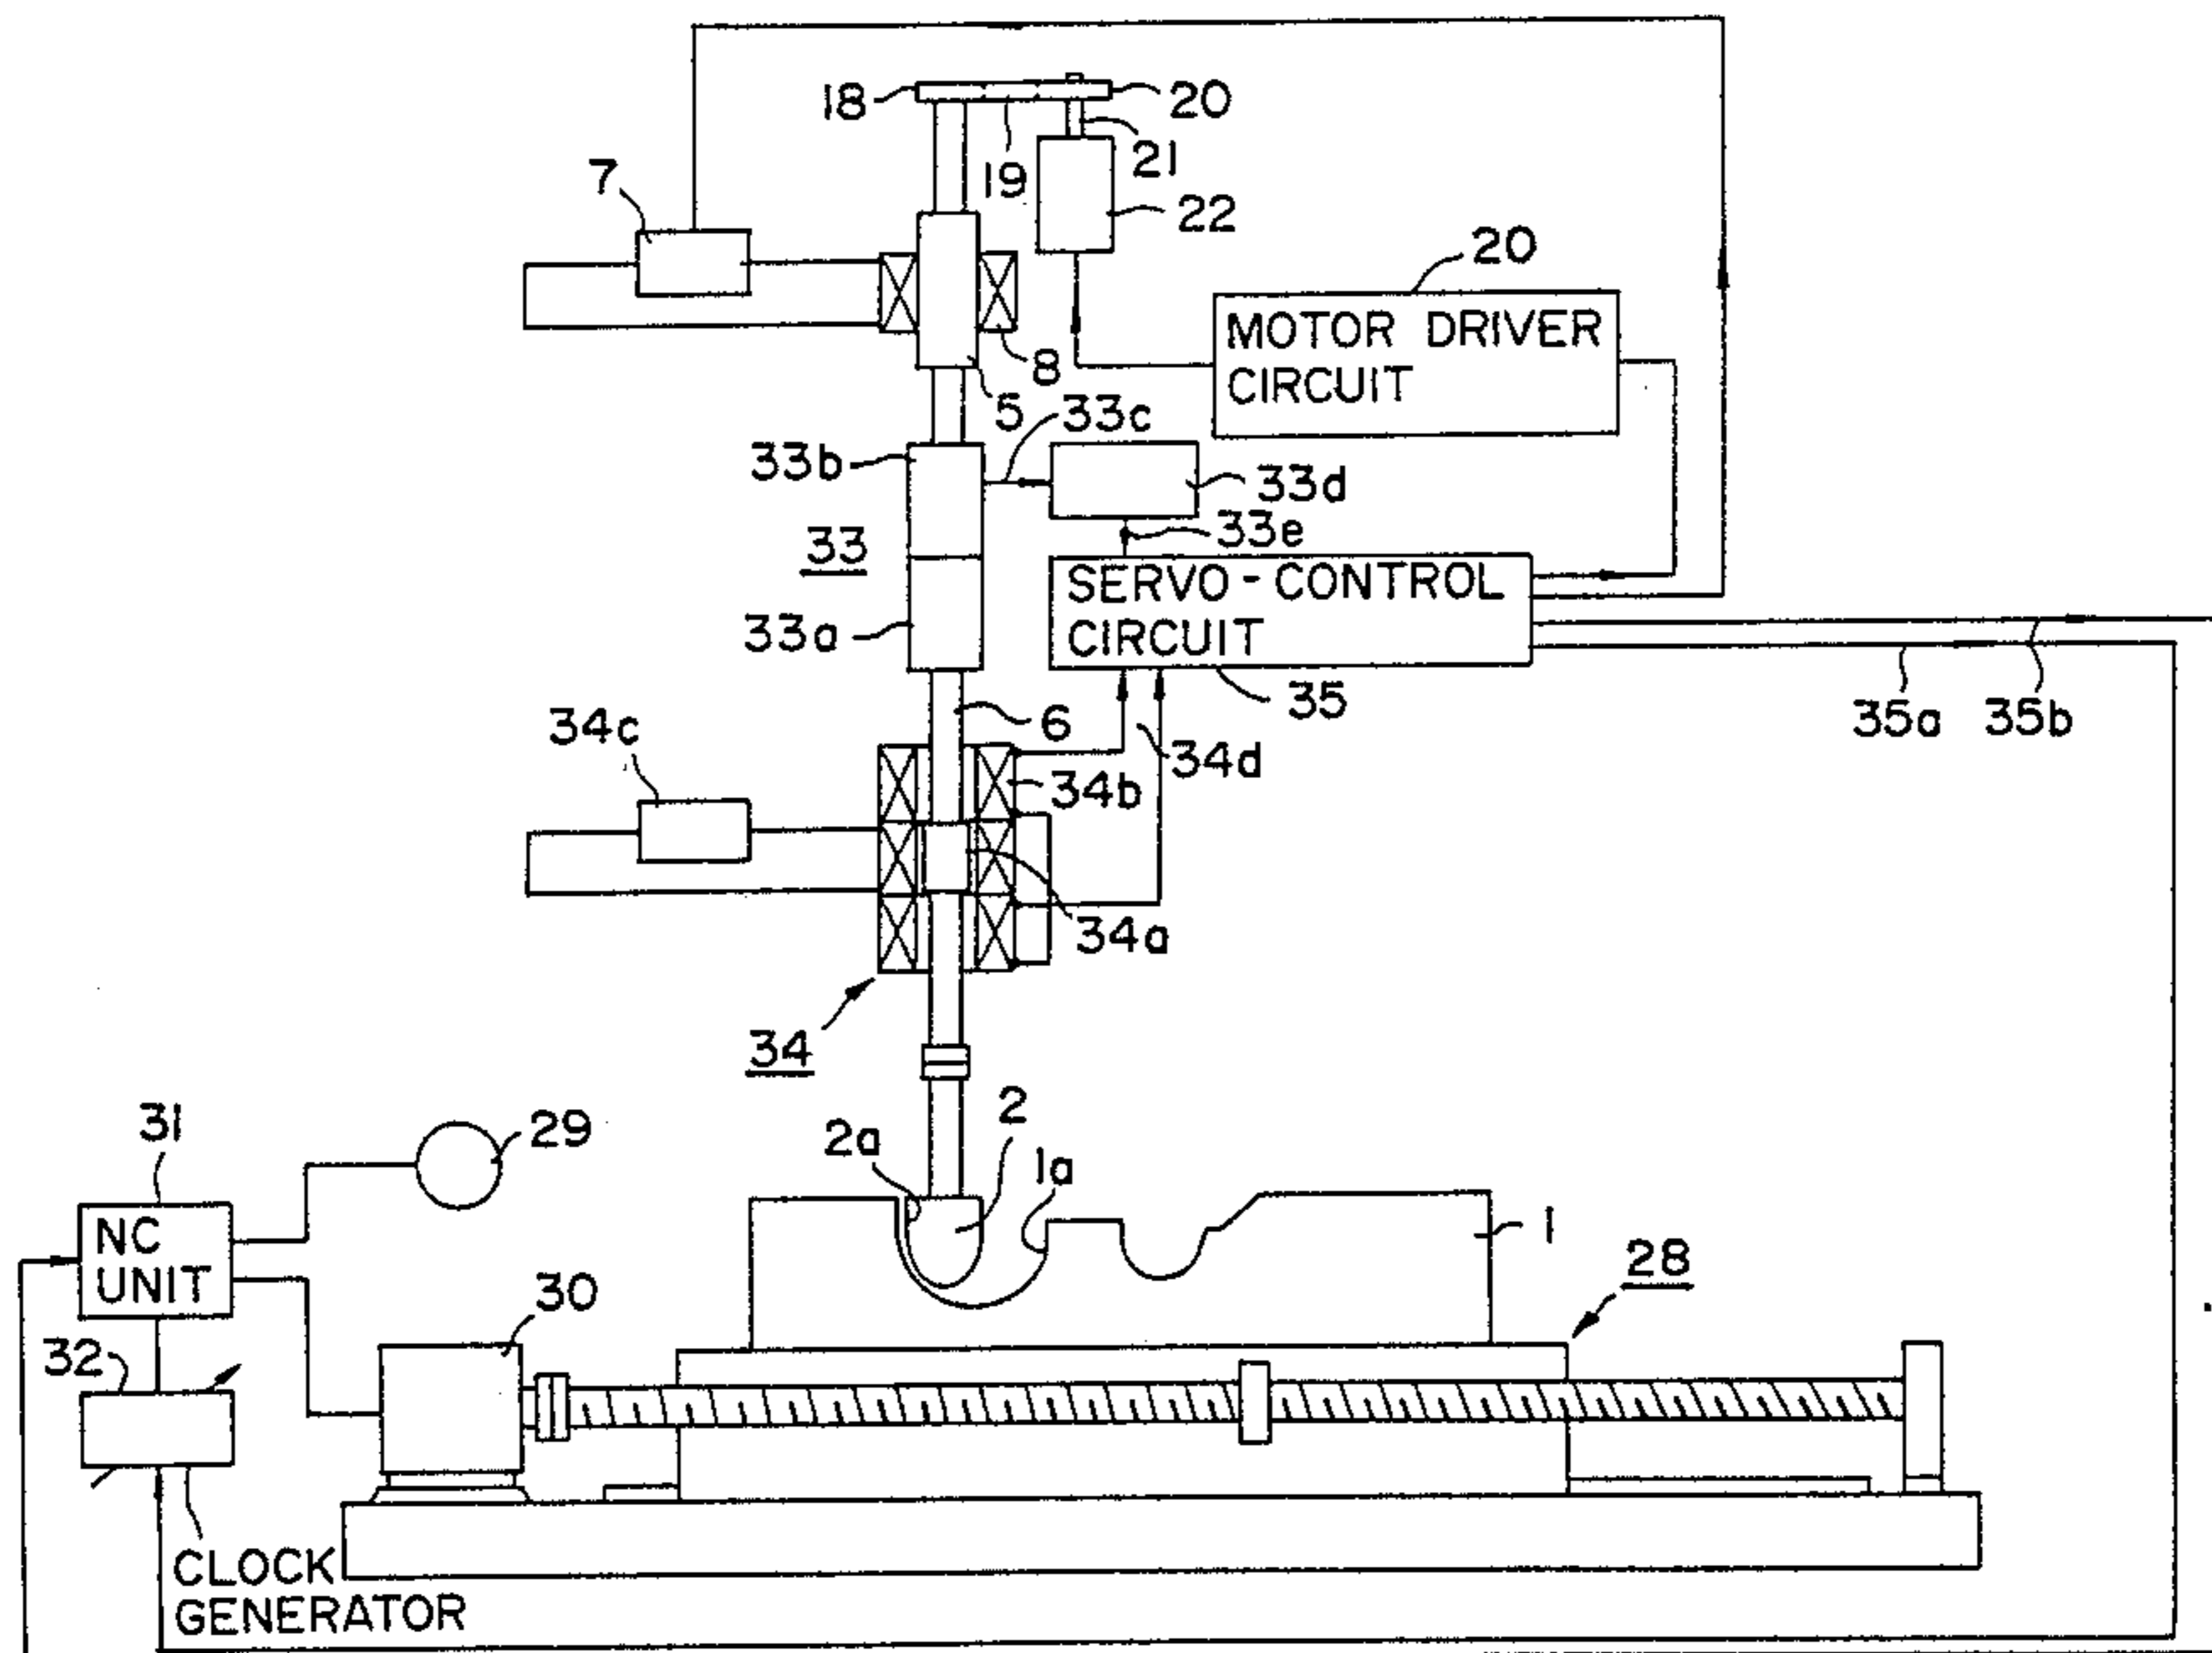 18
20
21
19
7
22
20
MOTOR DRIVER
CIRCUIT
8
5
33c
33b
33d
33e
33
SERVO-CONTROL
CIRCUIT
33a
35
35a
35b
6
34c
34d
34b
34a
34
2
2a
1a
31
29
NC
UNIT
1
28
30
32
CLOCK
GENERATOR